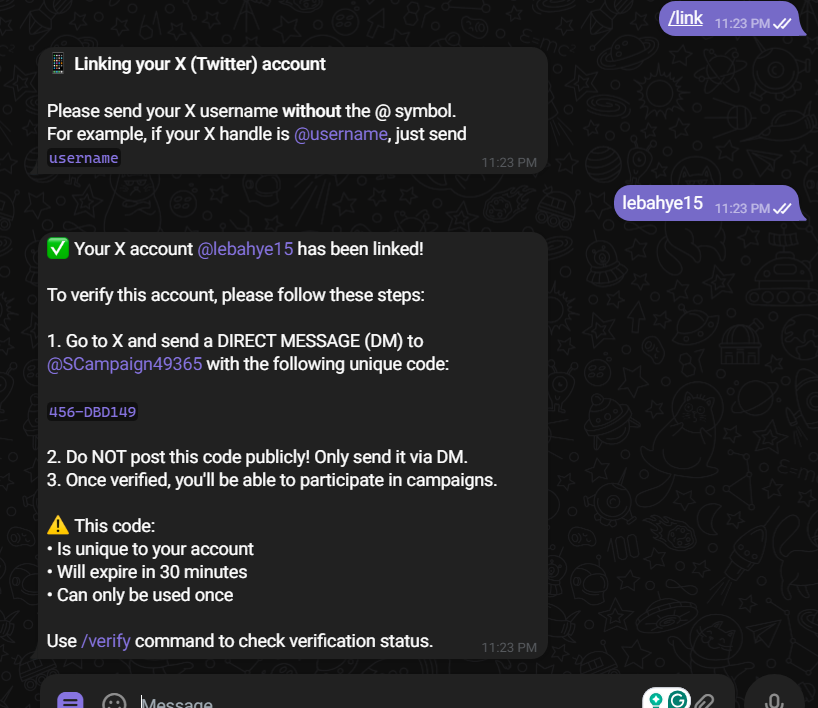 /link 11:23 PM
Linking your X (Twitter) account
Please send your X username without the @ symbol.
For example, if your X handle is @username, just send
username
11:23 PM
lebahye15 11:23 PM
Your X account @lebahye15 has been linked!
To verify this account, please follow these steps:
1. Go to X and send a DIRECT MESSAGE (DM) to
@SCampaign49365 with the following unique code:
456-DBD149
2. Do NOT post this code publicly! Only send it via DM.
3. Once verified, you'll be able to participate in campaigns.
This code:
• Is unique to your account
• Will expire in 30 minutes
• Can only be used once
Use /verify command to check verification status.
11:23 PM
Message